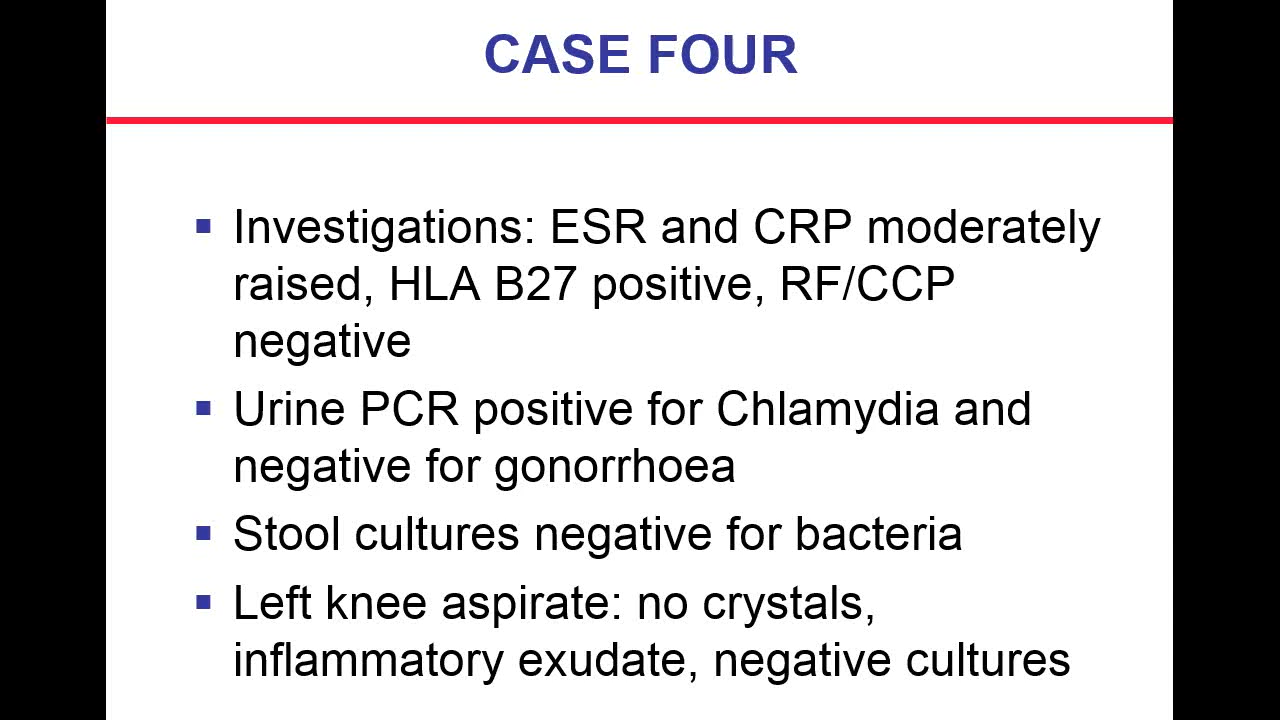 CASE FOUR
▪ Investigations: ESR and CRP moderately
raised, HLA B27 positive, RF/CCP
negative
▪ Urine PCR positive for Chlamydia and
negative for gonorrhoea
▪ Stool cultures negative for bacteria
▪ Left knee aspirate: no crystals,
inflammatory exudate, negative cultures